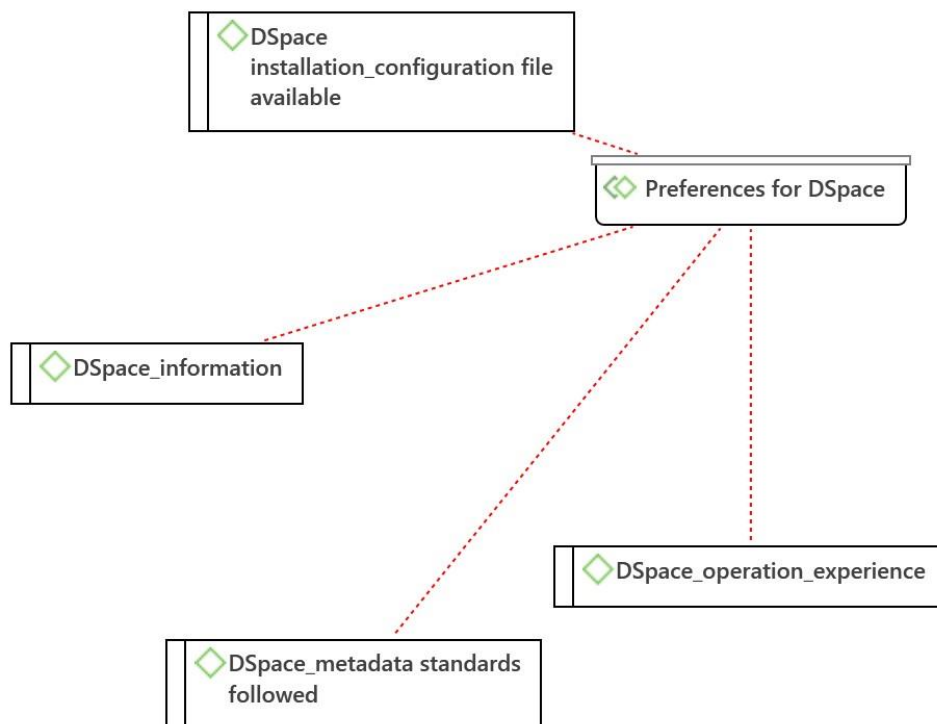 DSpace
installation_configuration file
available
Preferences for DSpace
DSpace_information
DSpace_operation_experience
DSpace_metadata standards
followed